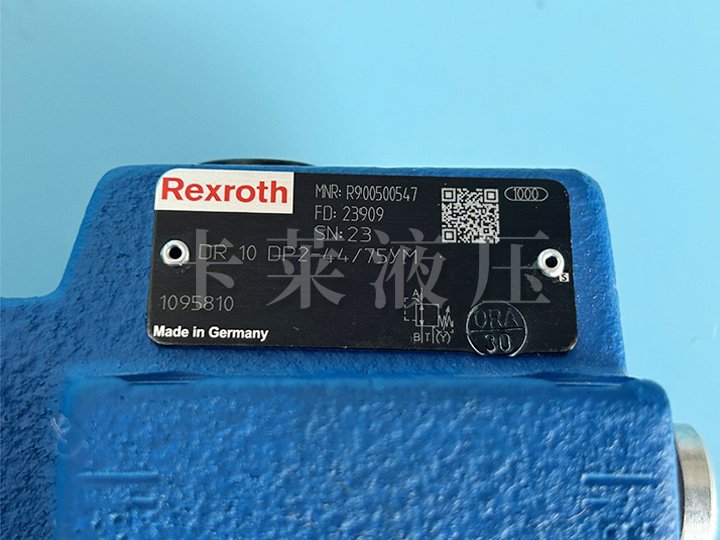 Rexroth
MNR: R900500547
FD: 23909
SN: 23
1000
DR 10 DP2-44/75YM
卡莱液压
S
1095810
Made in Germany
A
B T (Y)
ORA
30